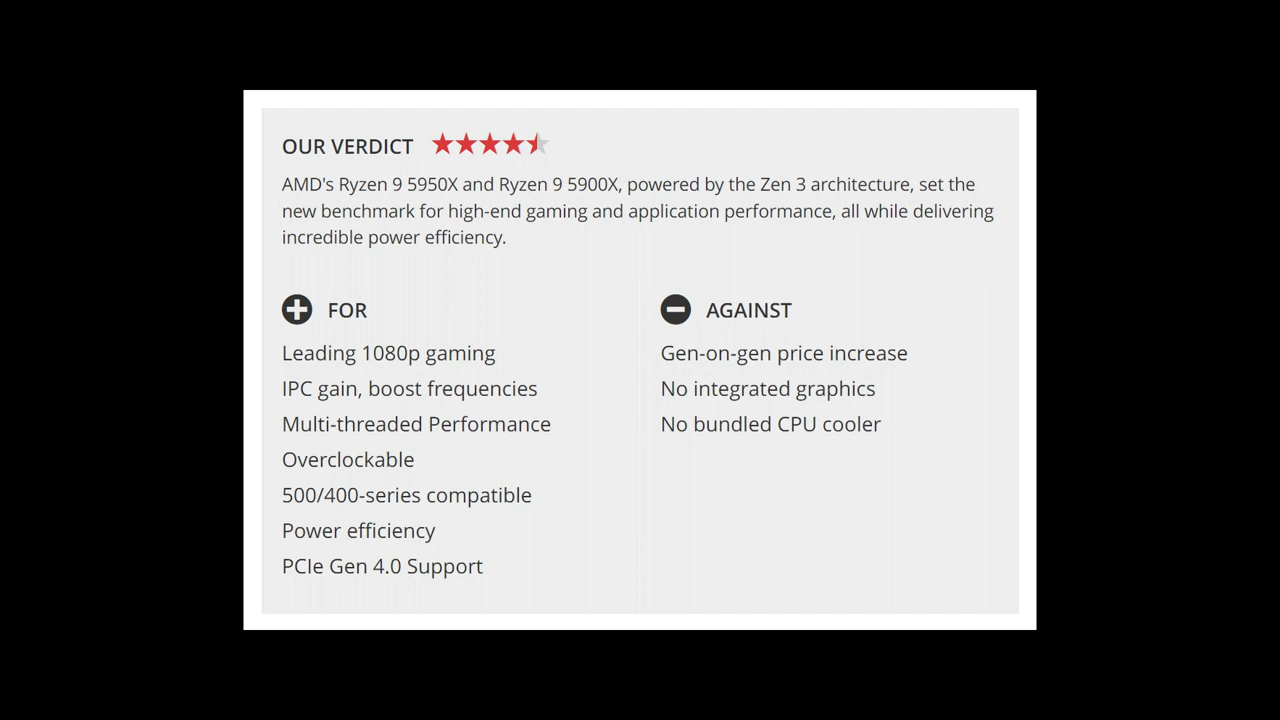 OUR VERDICT
AMD's Ryzen 9 5950X and Ryzen 9 5900X, powered by the Zen 3 architecture, set the
new benchmark for high-end gaming and application performance, all while delivering
incredible power efficiency.
FOR
Leading 1080p gaming
IPC gain, boost frequencies
Multi-threaded Performance
Overclockable
500/400-series compatible
Power efficiency
PCIe Gen 4.0 Support
AGAINST
Gen-on-gen price increase
No integrated graphics
No bundled CPU cooler